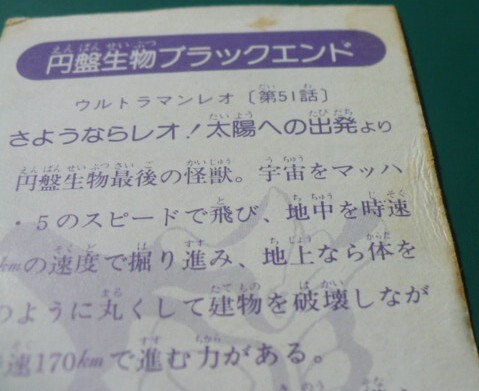 円盤生物ブラックエンド
ウルトラマンレオ〔第51話〕
さようならレオ!太陽への出発より
円盤生物最後の怪獣。宇宙をマッハ
・5のスピードで飛び、地中を時速
kmの速度で掘り進み、地上なら体を
のように丸くして建物を破壊しなが
速170kmで進む力がある。